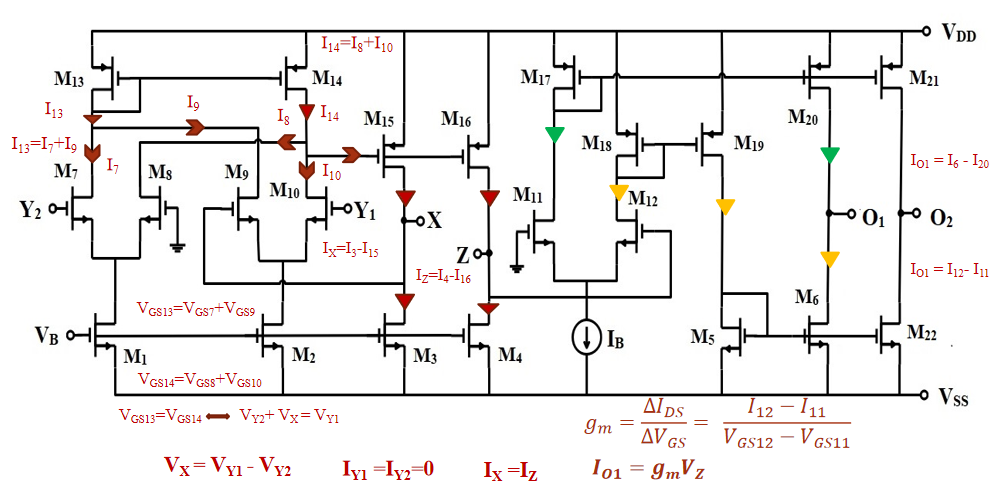 I14=I8+I10
VDD
M13
M14
M17
M21
I13
I9
I8
I14
M15
M16
M20
M18
M19
I13=I7+I9
I7
I10
IO1 = I6 - I20
M7
M8
M9
M10
M11
M12
Y2
Y1
X
O1
O2
IX=I3-I15
Z
IZ=I4-I16
IO1 = I12- I11
VGS13=VGS7+VGS9
M6
VB
M1
M2
M3
M4
IB
M5
M22
VGS14=VGS8+VGS10
VSS
VGS13=VGS14 ⟷ VY2+ VX = VY1
gm = ΔIDS / ΔVGS = I12 − I11 / VGS12 − VGS11
VX = VY1 - VY2
IY1 =IY2=0
IX =IZ
IO1 = gmVZ